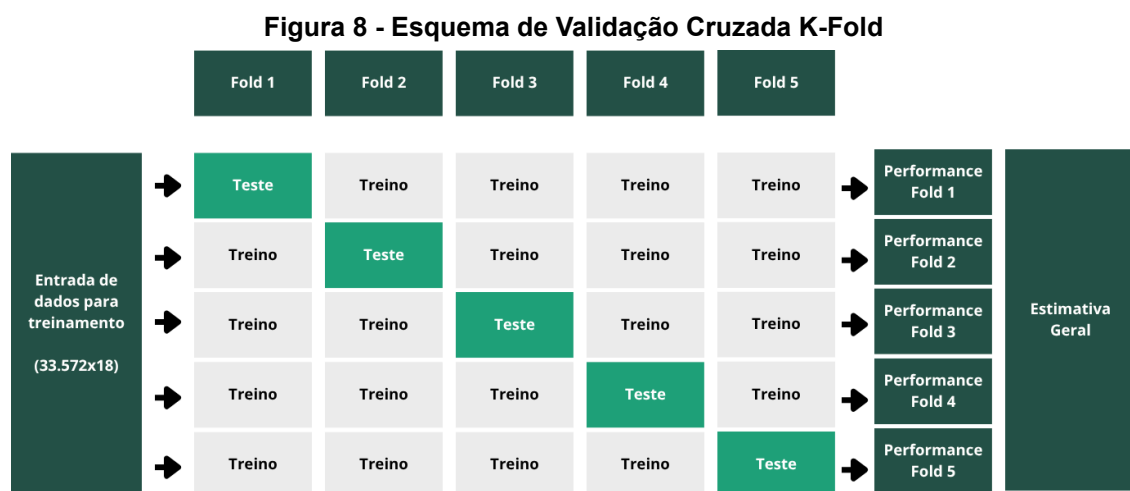 Figura 8 - Esquema de Validação Cruzada K-Fold
Fold 1
Fold 2
Fold 3
Fold 4
Fold 5
Entrada de
dados para
treinamento
(33.572x18)
Teste
Treino
Treino
Treino
Treino
Performance
Fold 1
Treino
Teste
Treino
Treino
Treino
Performance
Fold 2
Treino
Treino
Teste
Treino
Treino
Performance
Fold 3
Treino
Treino
Treino
Teste
Treino
Performance
Fold 4
Treino
Treino
Treino
Treino
Teste
Performance
Fold 5
Estimativa
Geral